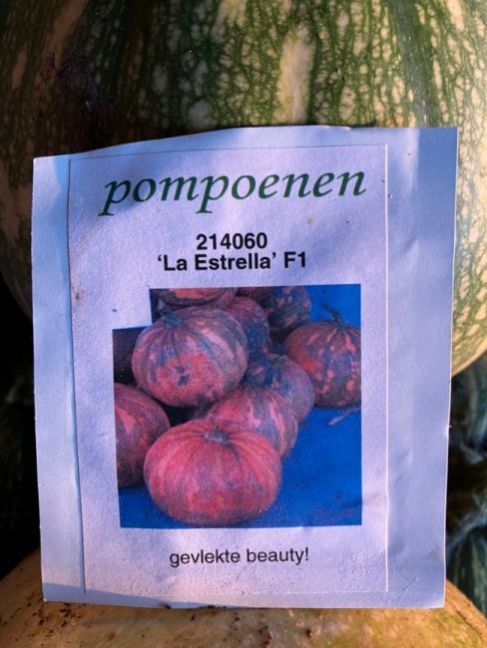 pompoenen
214060
‘La Estrella’ F1
gevlekte beauty!